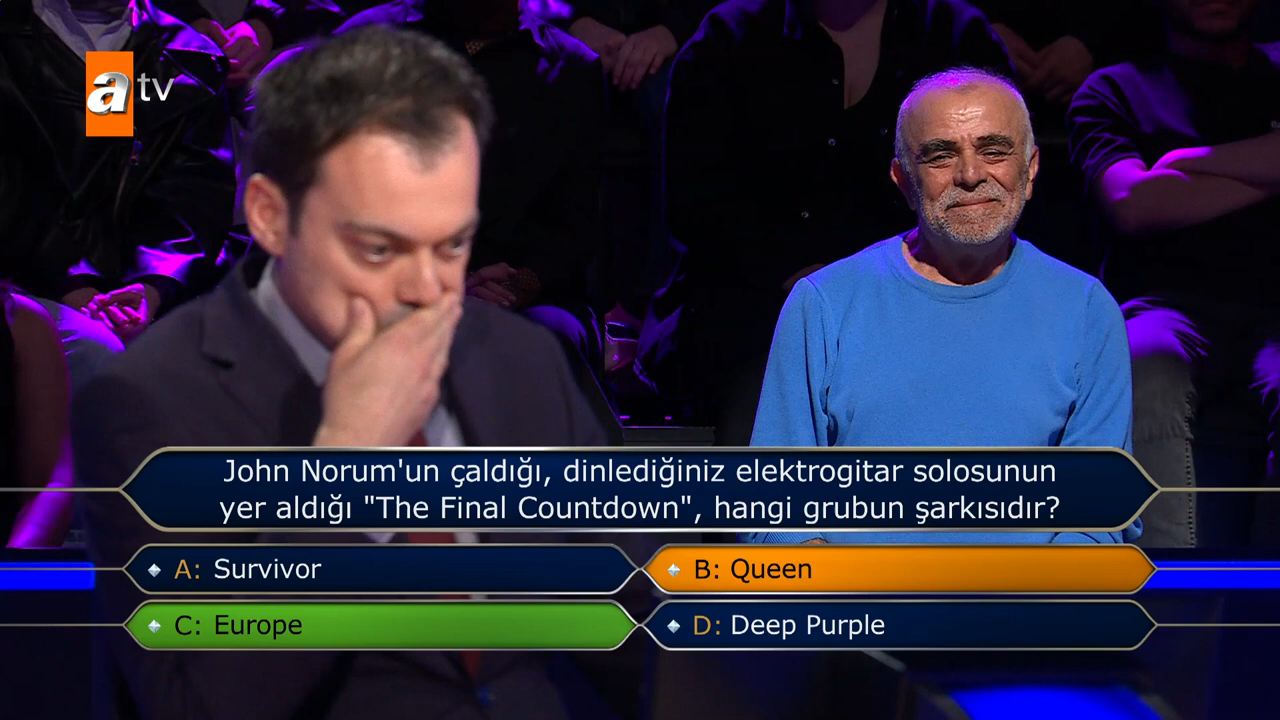 atv
John Norum'un çaldığı, dinlediğiniz elektrogitar solosunun
yer aldığı "The Final Countdown", hangi grubun şarkısıdır?
A: Survivor
B: Queen
C: Europe
D: Deep Purple